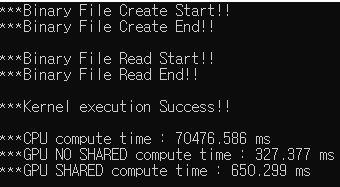 ***Binary File Create Start!!
***Binary File Create End!!
***Binary File Read Start!!
***Binary File Read End!!
***Kernel execution Success!!
***CPU compute time : 70476.586 ms
***GPU NO SHARED compute time : 327.377 ms
***GPU SHARED compute time : 650.299 ms